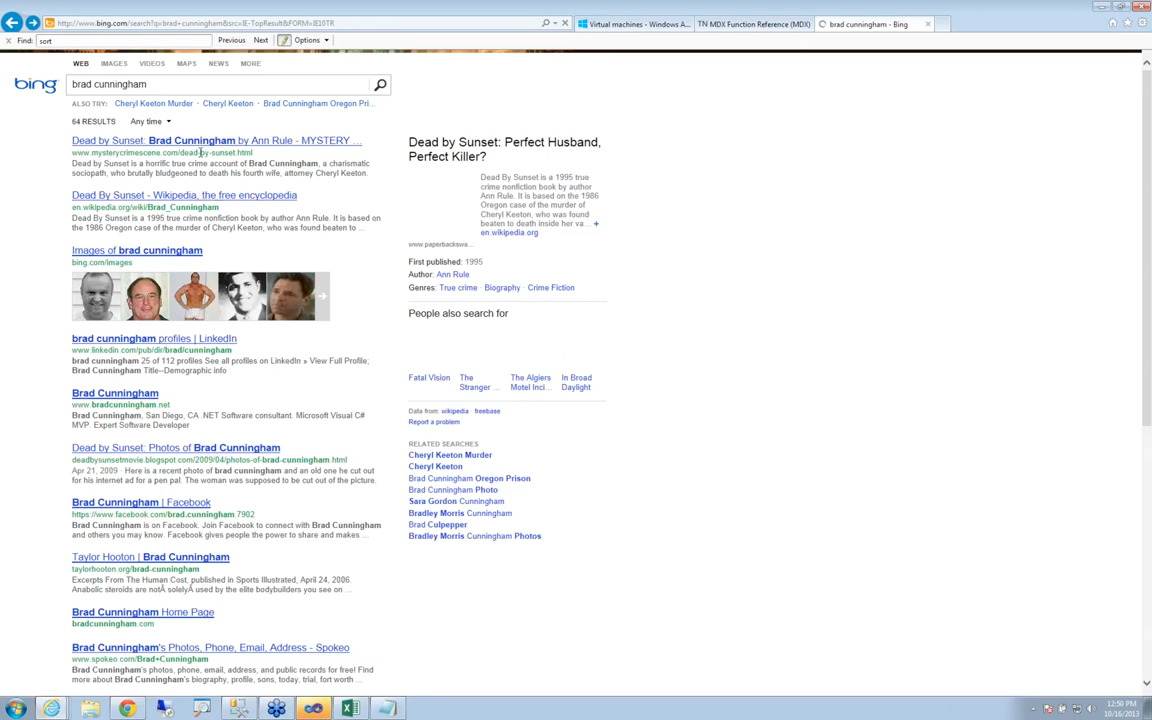 http://www.bing.com/search?q=brad+cunningham&src=IE-TopResult&FORM=IE10TR
Virtual machines - Windows A...
TN MDX Function Reference (MDX)
brad cunningham - Bing
Find: sort
Previous Next Options
WEB IMAGES VIDEOS MAPS NEWS MORE
bing
brad cunningham
ALSO TRY: Cheryl Keeton Murder · Cheryl Keeton · Brad Cunningham Oregon Pri...
64 RESULTS Any time
Dead by Sunset: Brad Cunningham by Ann Rule - MYSTERY ...
www.mysterycrimescene.com/dead-by-sunset.html
Dead by Sunset is a horrific true crime account of Brad Cunningham, a charismatic
sociopath, who brutally bludgeoned to death his fourth wife, attorney Cheryl Keeton.
Dead By Sunset - Wikipedia, the free encyclopedia
en.wikipedia.org/wiki/Brad_Cunningham
Dead By Sunset is a 1995 true crime nonfiction book by author Ann Rule. It is based on
the 1986 Oregon case of the murder of Cheryl Keeton, who was found beaten to ...
Images of brad cunningham
bing.com/images
brad cunningham profiles | LinkedIn
www.linkedin.com/pub/dir/brad/cunningham
brad cunningham 25 of 112 profiles See all profiles on LinkedIn » View Full Profile;
Brad Cunningham Title--Demographic info
Brad Cunningham
www.bradcunningham.net
Brad Cunningham, San Diego, CA .NET Software consultant. Microsoft Visual C#
MVP. Expert Software Developer
Dead by Sunset: Photos of Brad Cunningham
deadbysunsetmovie.blogspot.com/2009/04/photos-of-brad-cunningham.html
Apr 21, 2009 · Here is a recent photo of brad cunningham and an old one he cut out
for his internet ad for a pen pal. The woman was supposed to be cut out of the picture.
Brad Cunningham | Facebook
https://www.facebook.com/brad.cunningham.7902
Brad Cunningham is on Facebook. Join Facebook to connect with Brad Cunningham
and others you may know. Facebook gives people the power to share and makes ...
Taylor Hooton | Brad Cunningham
taylorhooton.org/brad-cunningham
Excerpts From The Human Cost, published in Sports Illustrated, April 24, 2006.
Anabolic steroids are notÂ solelyÂ used by the elite bodybuilders you see on ...
Brad Cunningham Home Page
bradcunningham.com
Brad Cunningham's Photos, Phone, Email, Address - Spokeo
www.spokeo.com/Brad+Cunningham
Brad Cunningham's photos, phone, email, address, and public records for free! Find
more about Brad Cunningham's biography, profile, sons, today, trial, fort worth ...
Dead by Sunset: Perfect Husband,
Perfect Killer?
Dead By Sunset is a 1995 true
crime nonfiction book by author
Ann Rule. It is based on the 1986
Oregon case of the murder of
Cheryl Keeton, who was found
beaten to death inside her va... +
en.wikipedia.org
www.paperbackswa...
First published: 1995
Author: Ann Rule
Genres: True crime · Biography · Crime Fiction
People also search for
Fatal Vision
The
Stranger ...
The Algiers
Motel Inci...
In Broad
Daylight
Data from: wikipedia · freebase
Report a problem
RELATED SEARCHES
Cheryl Keeton Murder
Cheryl Keeton
Brad Cunningham Oregon Prison
Brad Cunningham Photo
Sara Gordon Cunningham
Bradley Morris Cunningham
Brad Culpepper
Bradley Morris Cunningham Photos
12:50 PM
10/16/2013